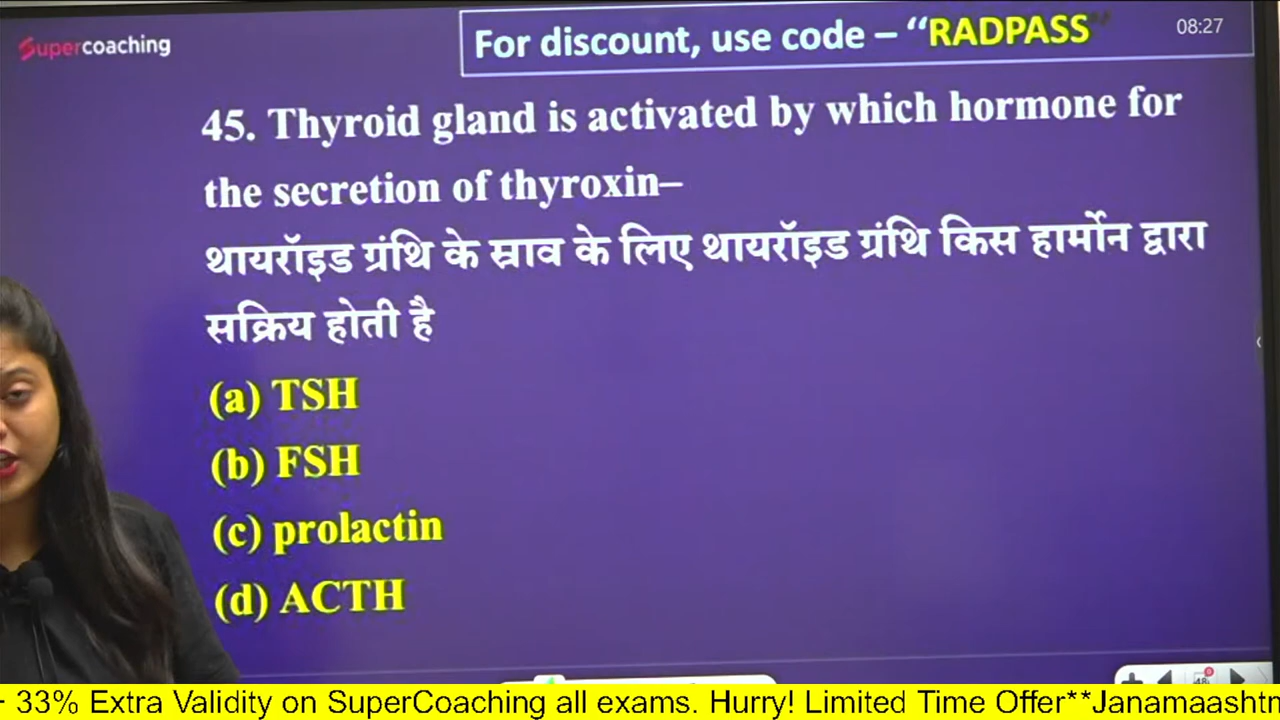 Supercoaching
For discount, use code – “RADPASS”
08:27
45. Thyroid gland is activated by which hormone for
the secretion of thyroxin–
थायरॉइड ग्रंथि के स्राव के लिए थायरॉइड ग्रंथि किस हार्मोन द्वारा
सक्रिय होती है
(a) TSH
(b) FSH
(c) prolactin
(d) ACTH
33% Extra Validity on SuperCoaching all exams. Hurry! Limited Time Offer**Janamaashtn